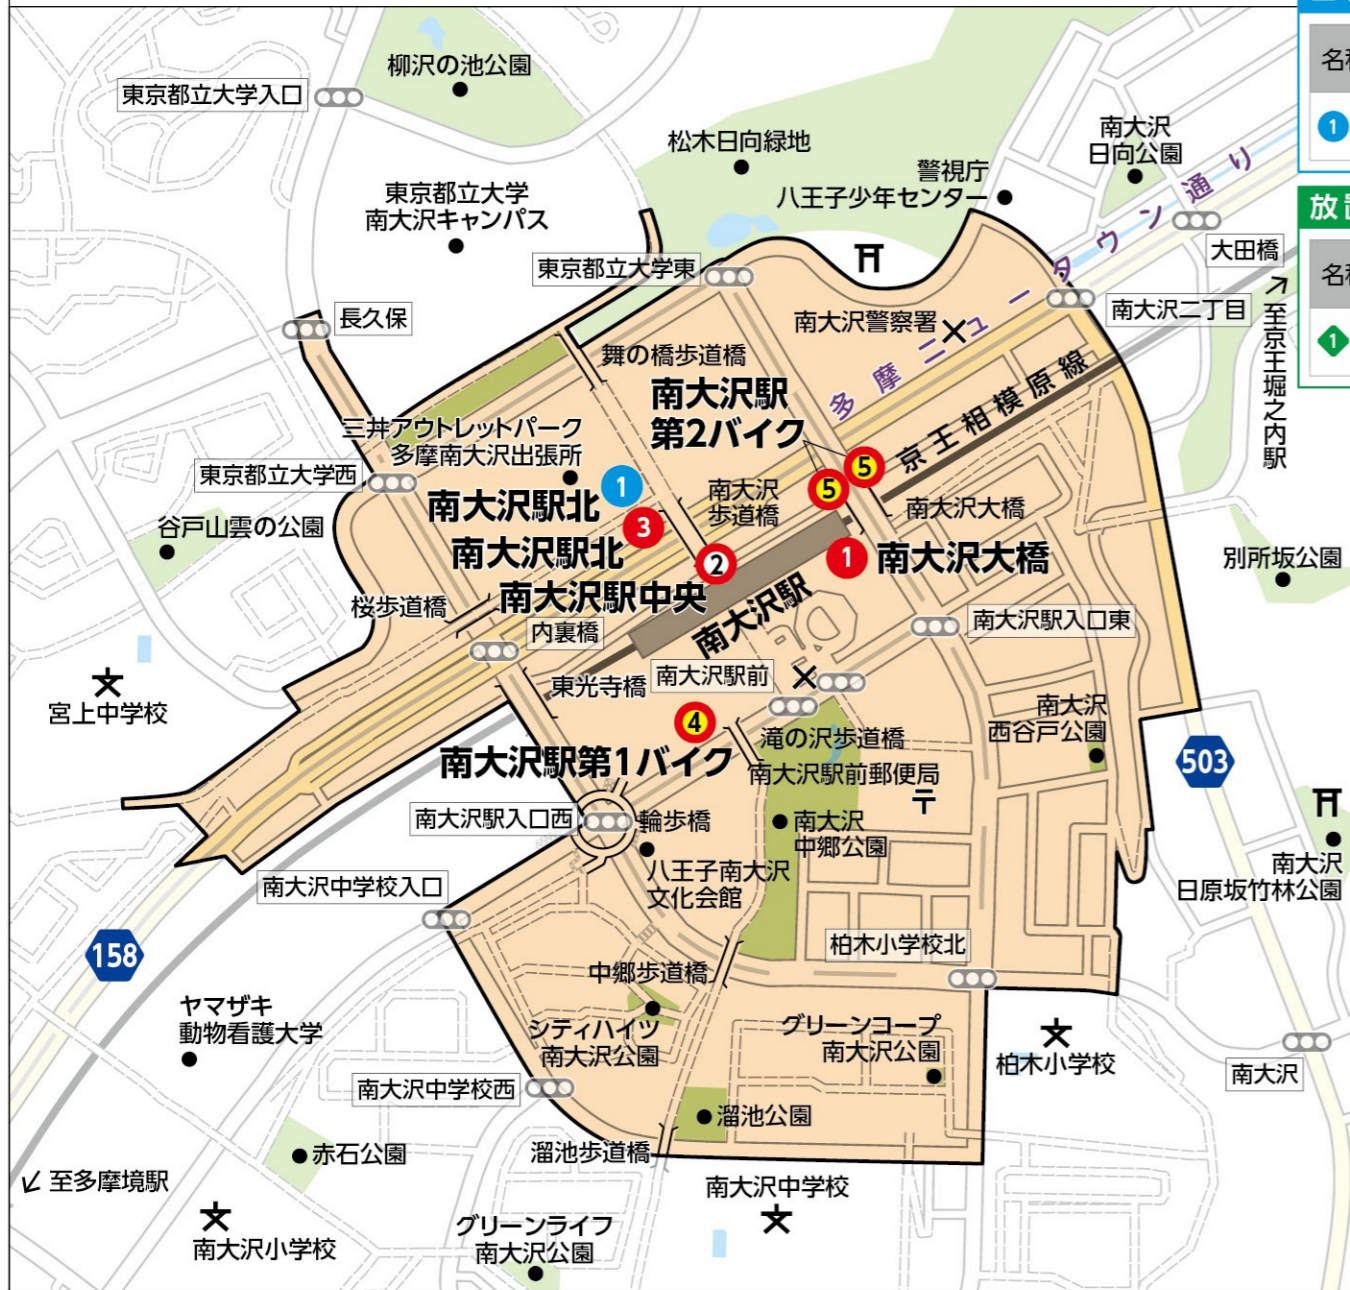 柳沢の池公園
東京都立大学入口
名称
1
松木日向緑地
南大沢
日向公園
警視庁
八王子少年センター
東京都立大学
南大沢キャンパス
放置
名称
1
多摩ニュータウン通り
大田橋
東京都立大学東
長久保
南大沢警察署
南大沢二丁目
至京王堀之内駅
舞の橋歩道橋
南大沢駅
第2バイク
京王相模原線
三井アウトレットパーク
多摩南大沢出張所
東京都立大学西
5
5
1
南大沢駅北
南大沢
歩道橋
南大沢大橋
谷戸山雲の公園
3
南大沢駅北
2
南大沢駅中央
1
南大沢大橋
別所坂公園
桜歩道橋
内裏橋
南大沢駅
南大沢駅入口東
宮上中学校
東光寺橋
南大沢駅前
4
南大沢駅第1バイク
滝の沢歩道橋
南大沢駅前郵便局
〒
南大沢
西谷戸公園
503
南大沢駅入口西
輪歩橋
南大沢
中郷公園
八王子南大沢
文化会館
南大沢
日原坂竹林公園
南大沢中学校入口
158
柏木小学校北
中郷歩道橋
ヤマザキ
動物看護大学
シティハイツ
南大沢公園
グリーンコープ
南大沢公園
柏木小学校
南大沢
南大沢中学校西
溜池公園
赤石公園
溜池歩道橋
至多摩境駅
南大沢中学校
南大沢小学校
グリーンライフ
南大沢公園